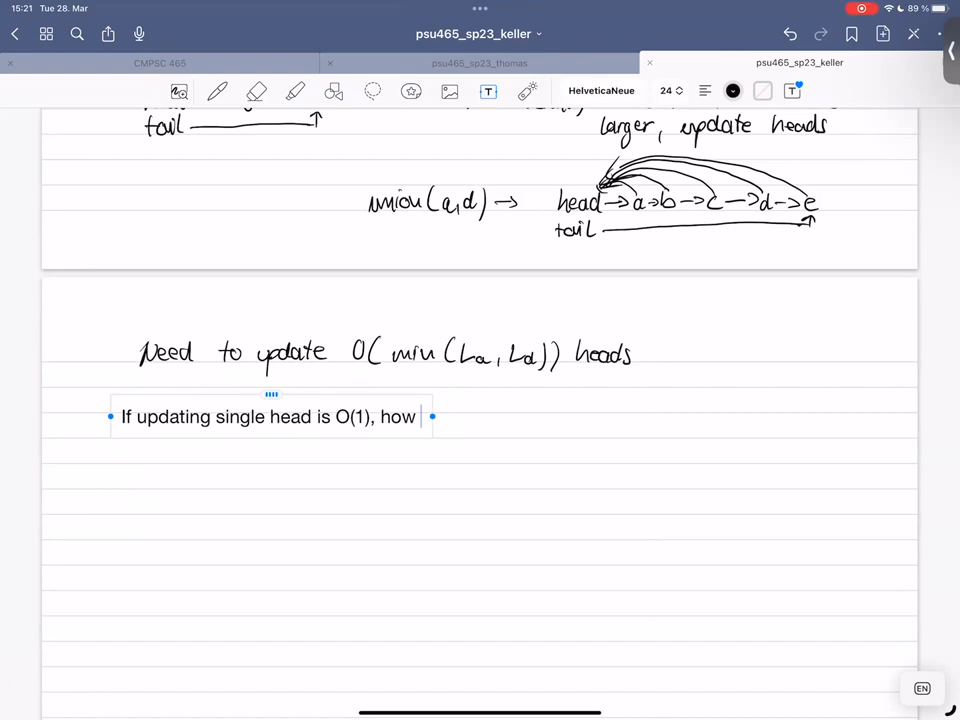 15:21 Tue 28. Mar
89 %
psu465_sp23_keller
CMPSC 465
psu465_sp23_thomas
psu465_sp23_keller
HelveticaNeue
24
tail
larger, update heads
union(a,d) -> head -> a -> b -> c -> d -> e
tail
Need to update O( min (La, Ld)) heads
If updating single head is O(1), how
EN